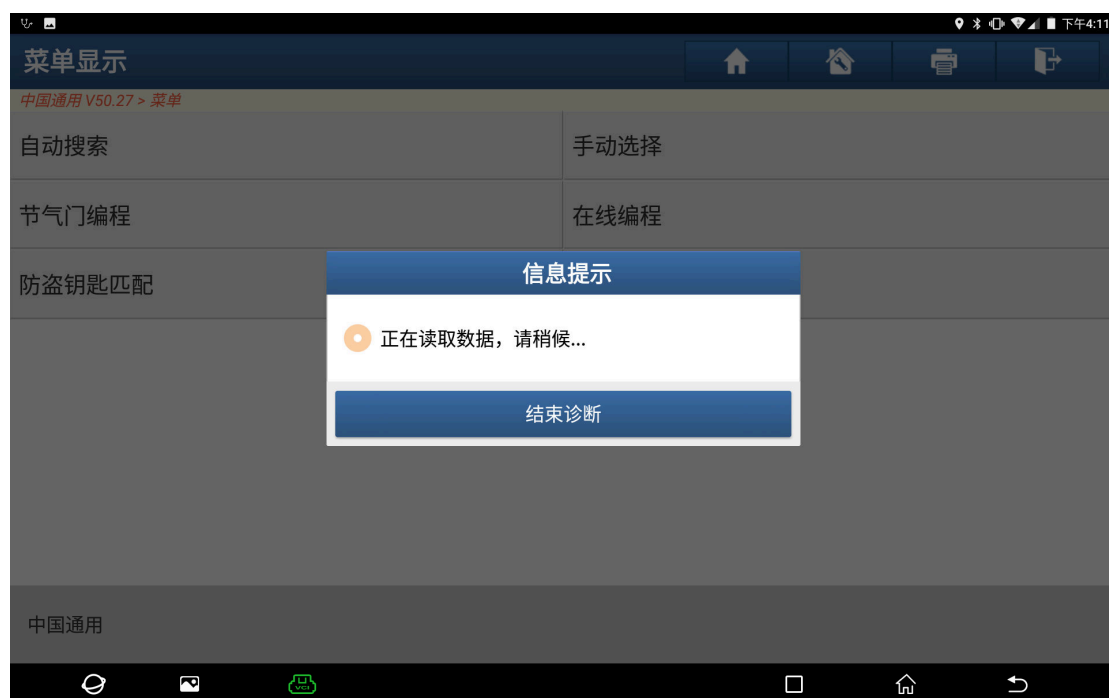 下午4:11
菜单显示
中国通用 V50.27 > 菜单
自动搜索
手动选择
节气门编程
在线编程
防盗钥匙匹配
信息提示
正在读取数据，请稍候...
结束诊断
中国通用
VCI